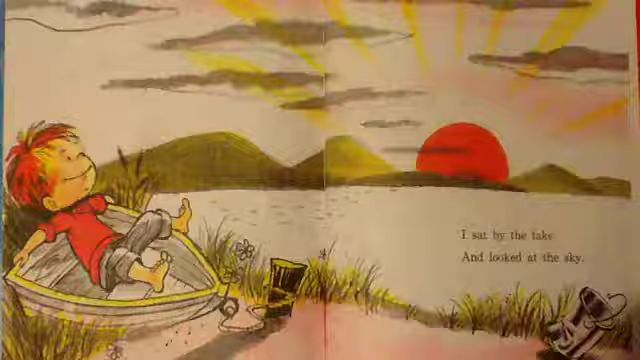 I sat by the lake
And looked at the sky.